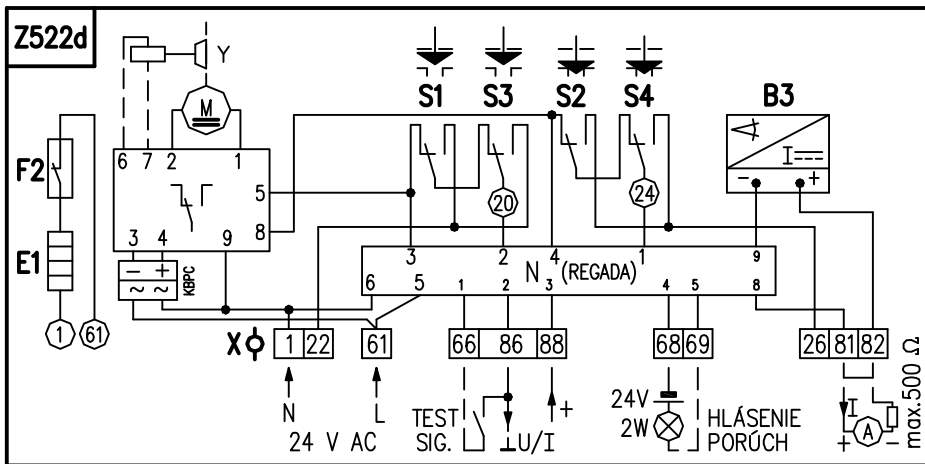 Z522d
Y
S1 S3 S2 S4 B3
M
F2
6 7 2 1
5
8
3 4 9
I
- +
20
24
E1
- +
~ ~
KBPC
3 2 4 1 9
N (REGADA)
6 5 1 2 3 4 5 8
1 61
X 1 22 61 66 86 88 68 69 26 81 82
N L
24 V AC
TEST
SIG.
U/I
+
24V
2W
HLÁSENIE
PORÚCH
I
A
+ -
max.500 Ω